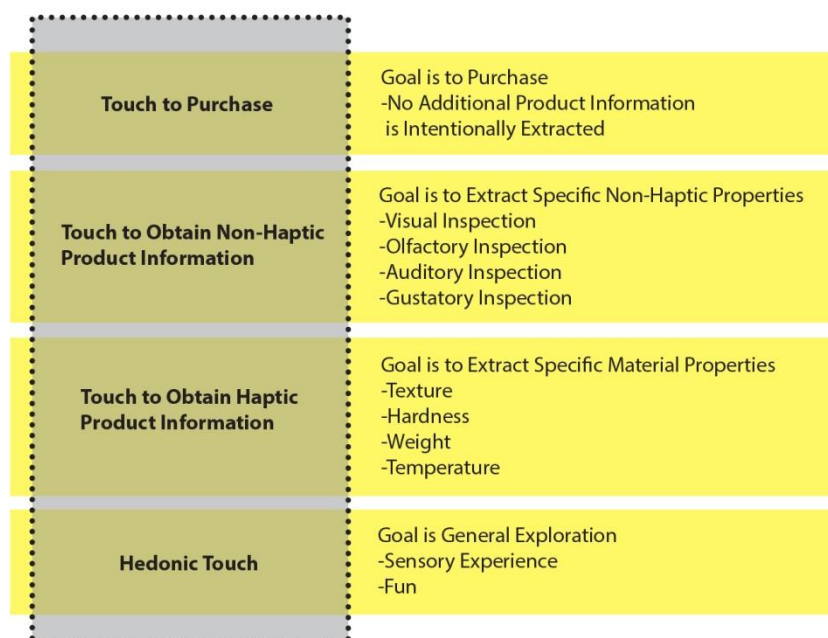 Touch to Purchase
Goal is to Purchase
-No Additional Product Information
is Intentionally Extracted
Touch to Obtain Non-Haptic
Product Information
Goal is to Extract Specific Non-Haptic Properties
-Visual Inspection
-Olfactory Inspection
-Auditory Inspection
-Gustatory Inspection
Touch to Obtain Haptic
Product Information
Goal is to Extract Specific Material Properties
-Texture
-Hardness
-Weight
-Temperature
Hedonic Touch
Goal is General Exploration
-Sensory Experience
-Fun